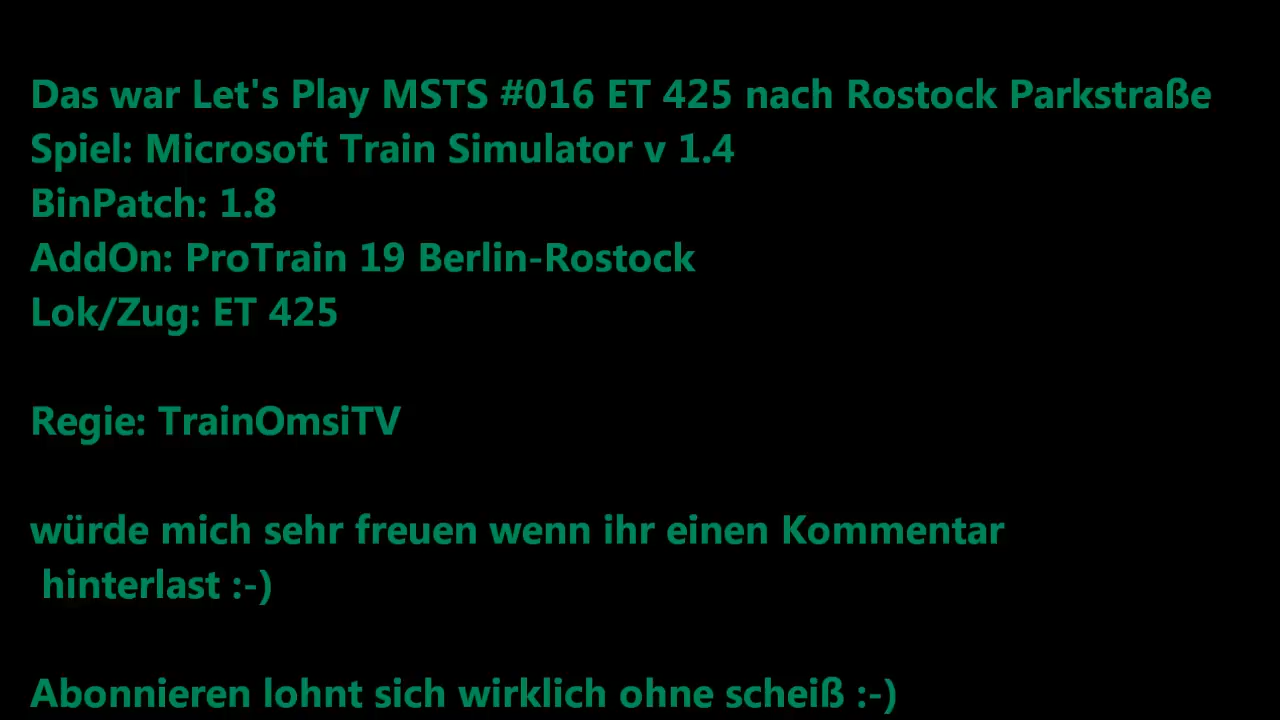 Das war Let's Play MSTS #016 ET 425 nach Rostock Parkstraße
Spiel: Microsoft Train Simulator v 1.4
BinPatch: 1.8
AddOn: ProTrain 19 Berlin-Rostock
Lok/Zug: ET 425
Regie: TrainOmsiTV
würde mich sehr freuen wenn ihr einen Kommentar
hinterlast :-)
Abonnieren lohnt sich wirklich ohne scheiß :-)